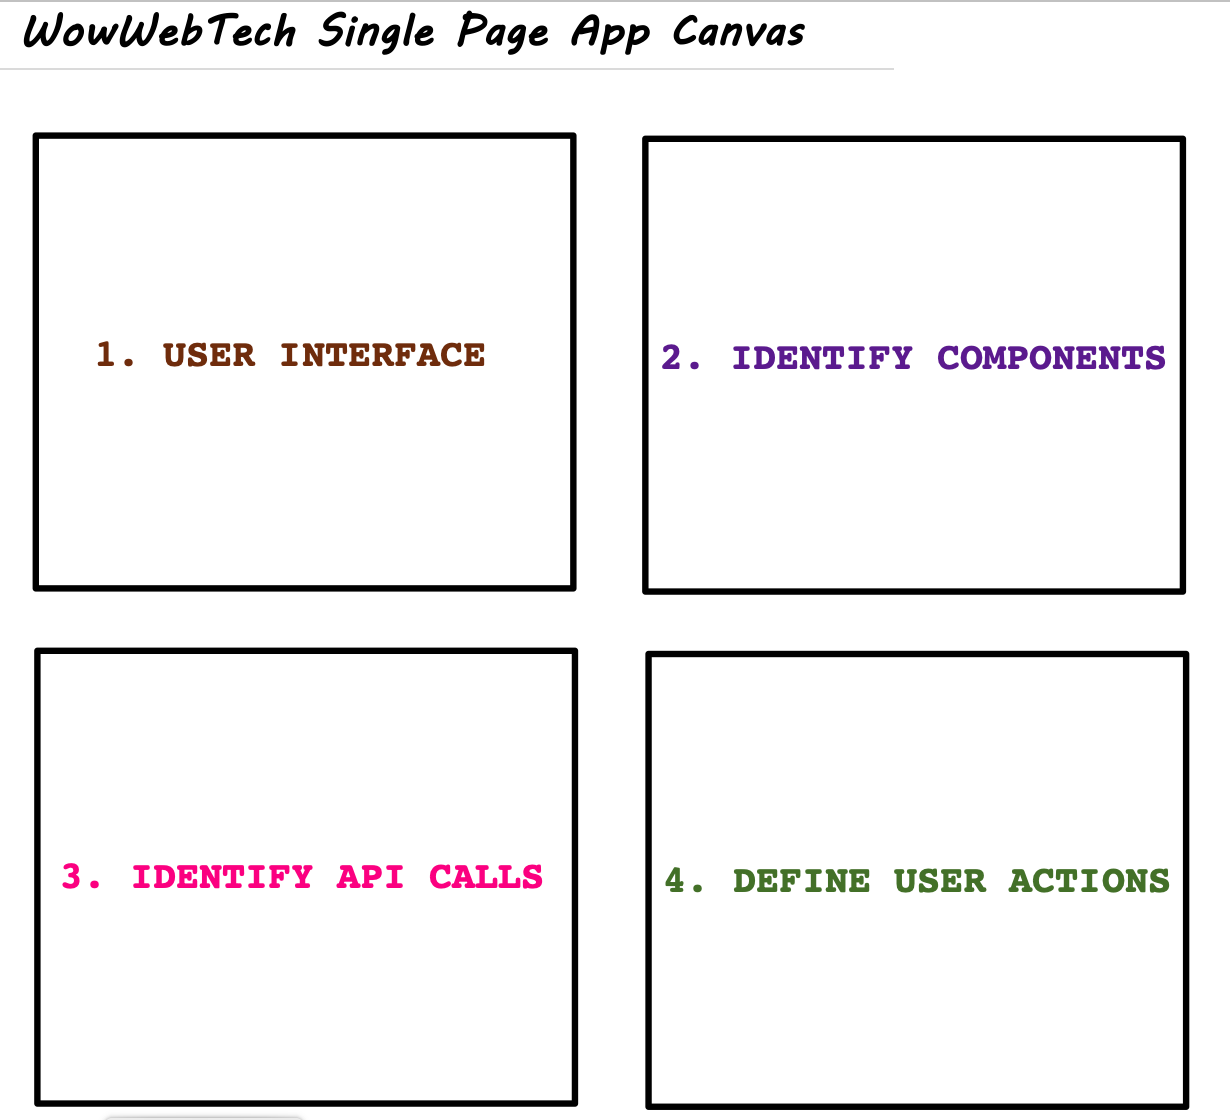 WowWebTech Single Page App Canvas
1. USER INTERFACE
2. IDENTIFY COMPONENTS
3. IDENTIFY API CALLS
4. DEFINE USER ACTIONS